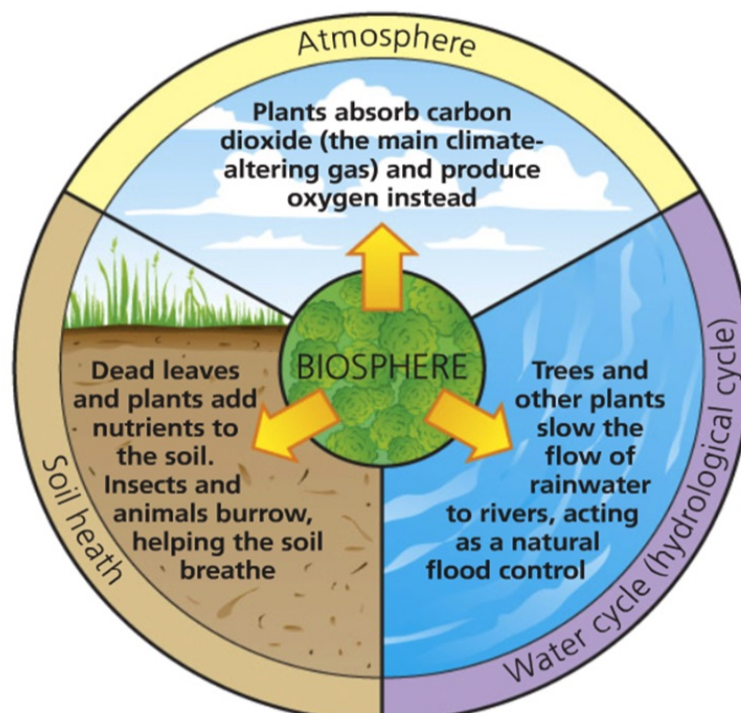 Atmosphere
Plants absorb carbon
dioxide (the main climate-
altering gas) and produce
oxygen instead
BIOSPHERE
Dead leaves
and plants add
nutrients to
the soil.
Insects and
animals burrow,
helping the soil
breathe
Soil heath
Trees and
other plants
slow the
flow of
rainwater
to rivers, acting
as a natural
flood control
Water cycle (hydrological cycle)